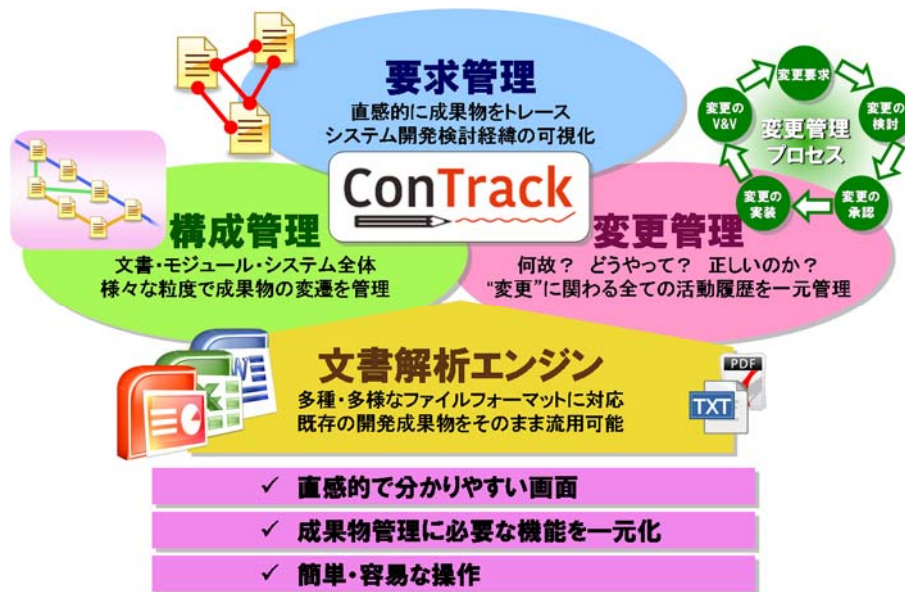 要求管理
直感的に成果物をトレース
システム開発検討経緯の可視化
変更要求
変更の
検討
変更の
承認
変更の
実装
変更の
V&V
変更管理
プロセス
ConTrack
構成管理
文書・モジュール・システム全体
様々な粒度で成果物の変遷を管理
変更管理
何故？ どうやって？ 正しいのか？
“変更”に関わる全ての活動履歴を一元管理
文書解析エンジン
多種・多様なファイルフォーマットに対応
既存の開発成果物をそのまま流用可能
W
X
PDF
TXT
✓ 直感的で分かりやすい画面
✓ 成果物管理に必要な機能を一元化
✓ 簡単・容易な操作